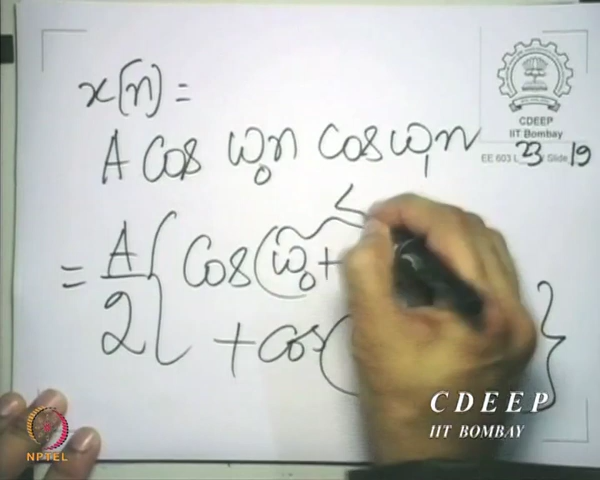 x[n] =
A Cos ω₀n cos ω₁n
= A/2 { Cos(ω₀+
+ cos( }
CDEEP
IIT Bombay
EE 603 L 23 / Slide 19
CDEEP
IIT BOMBAY
NPTEL